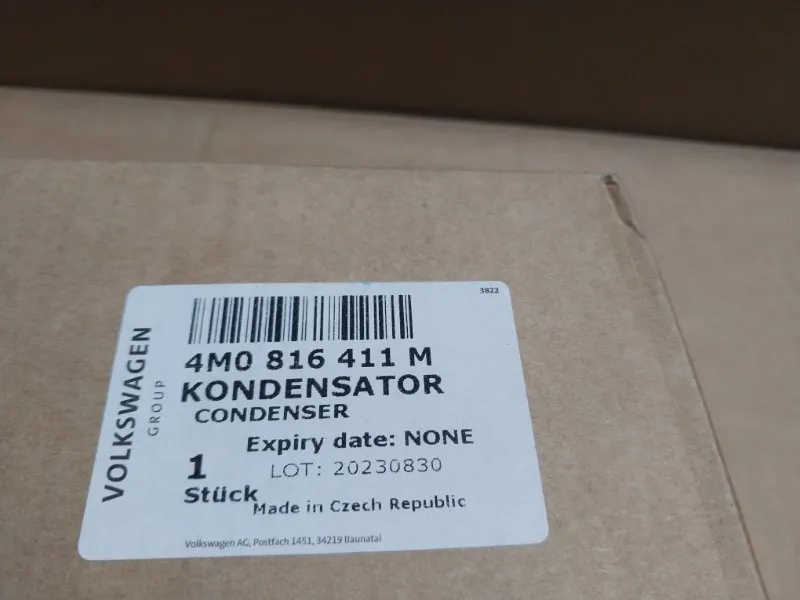 3822
VOLKSWAGEN
GROUP
4M0 816 411 M
KONDENSATOR
CONDENSER
Expiry date: NONE
1
LOT: 20230830
Stück
Made in Czech Republic
Volkswagen AG, Postfach 1451, 34219 Baunatal